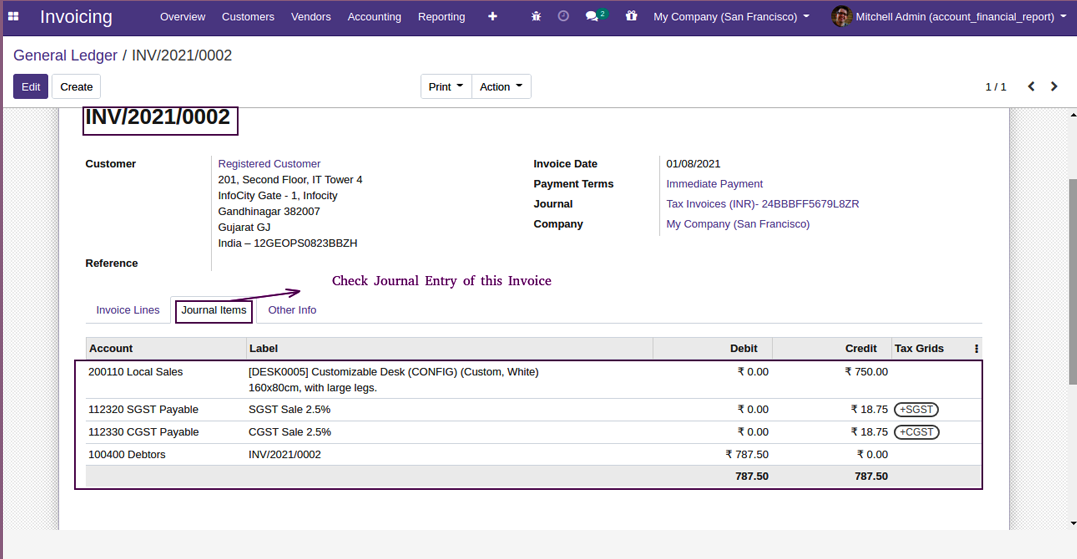 Invoicing Overview Customers Vendors Accounting Reporting + 2 My Company (San Francisco) Mitchell Admin (account_financial_report)
General Ledger / INV/2021/0002
Edit Create Print Action 1 / 1
INV/2021/0002
Customer Registered Customer Invoice Date 01/08/2021
201, Second Floor, IT Tower 4
InfoCity Gate - 1, Infocity Payment Terms Immediate Payment
Gandhinagar 382007 Journal Tax Invoices (INR)- 24BBBFF5679L8ZR
Gujarat GJ Company My Company (San Francisco)
India – 12GEOPS0823BBZH
Reference
Check Journal Entry of this Invoice
Invoice Lines Journal Items Other Info
Account Label Debit Credit Tax Grids
200110 Local Sales [DESK0005] Customizable Desk (CONFIG) (Custom, White) ₹ 0.00 ₹ 750.00
160x80cm, with large legs.
112320 SGST Payable SGST Sale 2.5% ₹ 0.00 ₹ 18.75 +SGST
112330 CGST Payable CGST Sale 2.5% ₹ 0.00 ₹ 18.75 +CGST
100400 Debtors INV/2021/0002 ₹ 787.50 ₹ 0.00
787.50 787.50